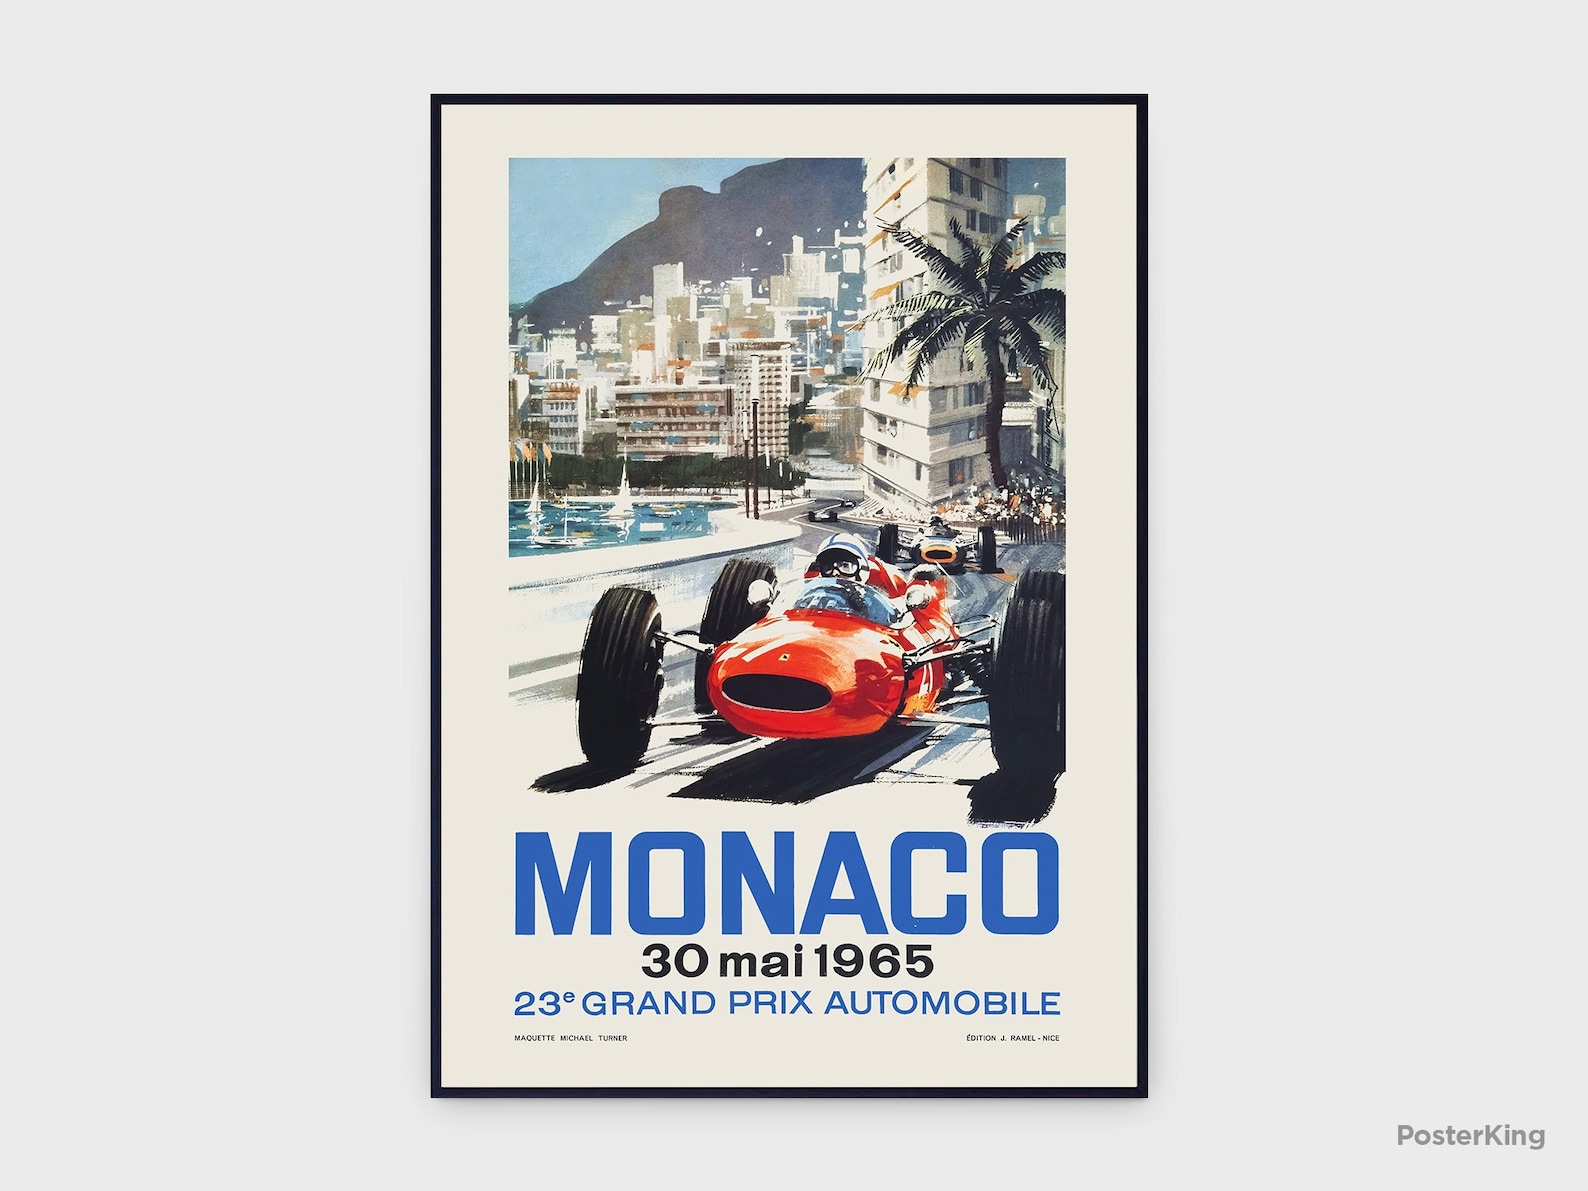 MONACO
30 mai 1965
23e GRAND PRIX AUTOMOBILE
MAQUETTE MICHAEL TURNER
ÉDITION J. RAMEL - NICE
PosterKing